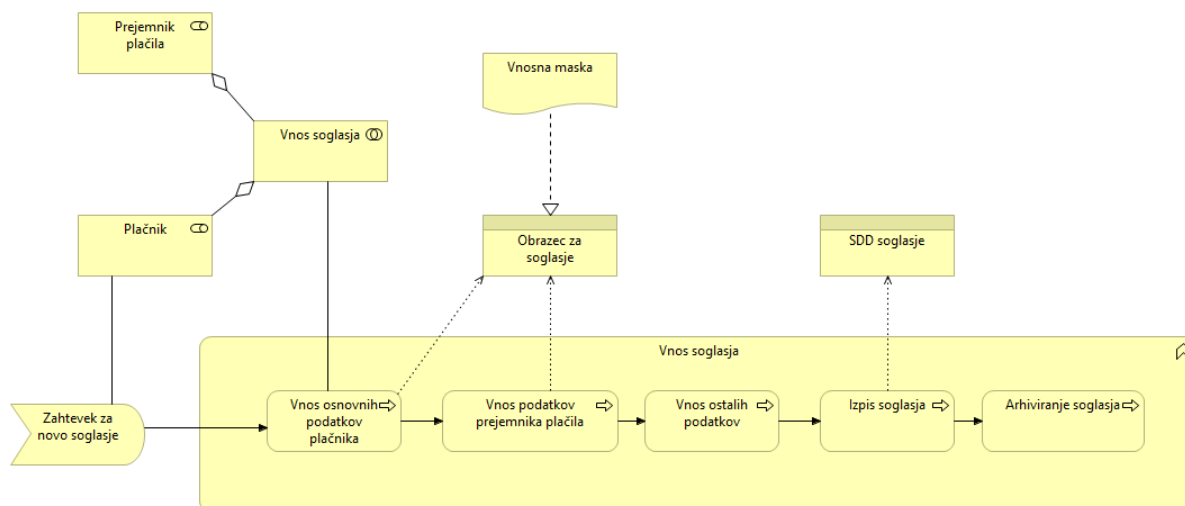 Prejemnik
plačila
Vnosna maska
Vnos soglasja
Plačnik
Obrazec za
soglasje
SDD soglasje
Vnos soglasja
Zahtevek za
novo soglasje
Vnos osnovnih
podatkov
plačnika
Vnos podatkov
prejemnika plačila
Vnos ostalih
podatkov
Izpis soglasja
Arhiviranje soglasja